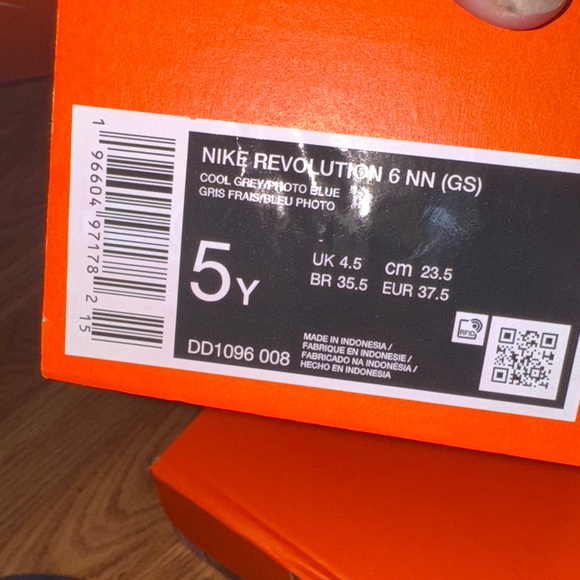 NIKE REVOLUTION 6 NN (GS)
COOL GREY/PHOTO BLUE
GRIS FRAIS/BLEU PHOTO
5Y
UK 4.5 cm 23.5
BR 35.5 EUR 37.5
DD1096 008
MADE IN INDONESIA /
FABRIQUE EN INDONESIE /
FABRICADO NA INDONÉSIA /
HECHO EN INDONESIA
RFID
1 96604 97178 2 15